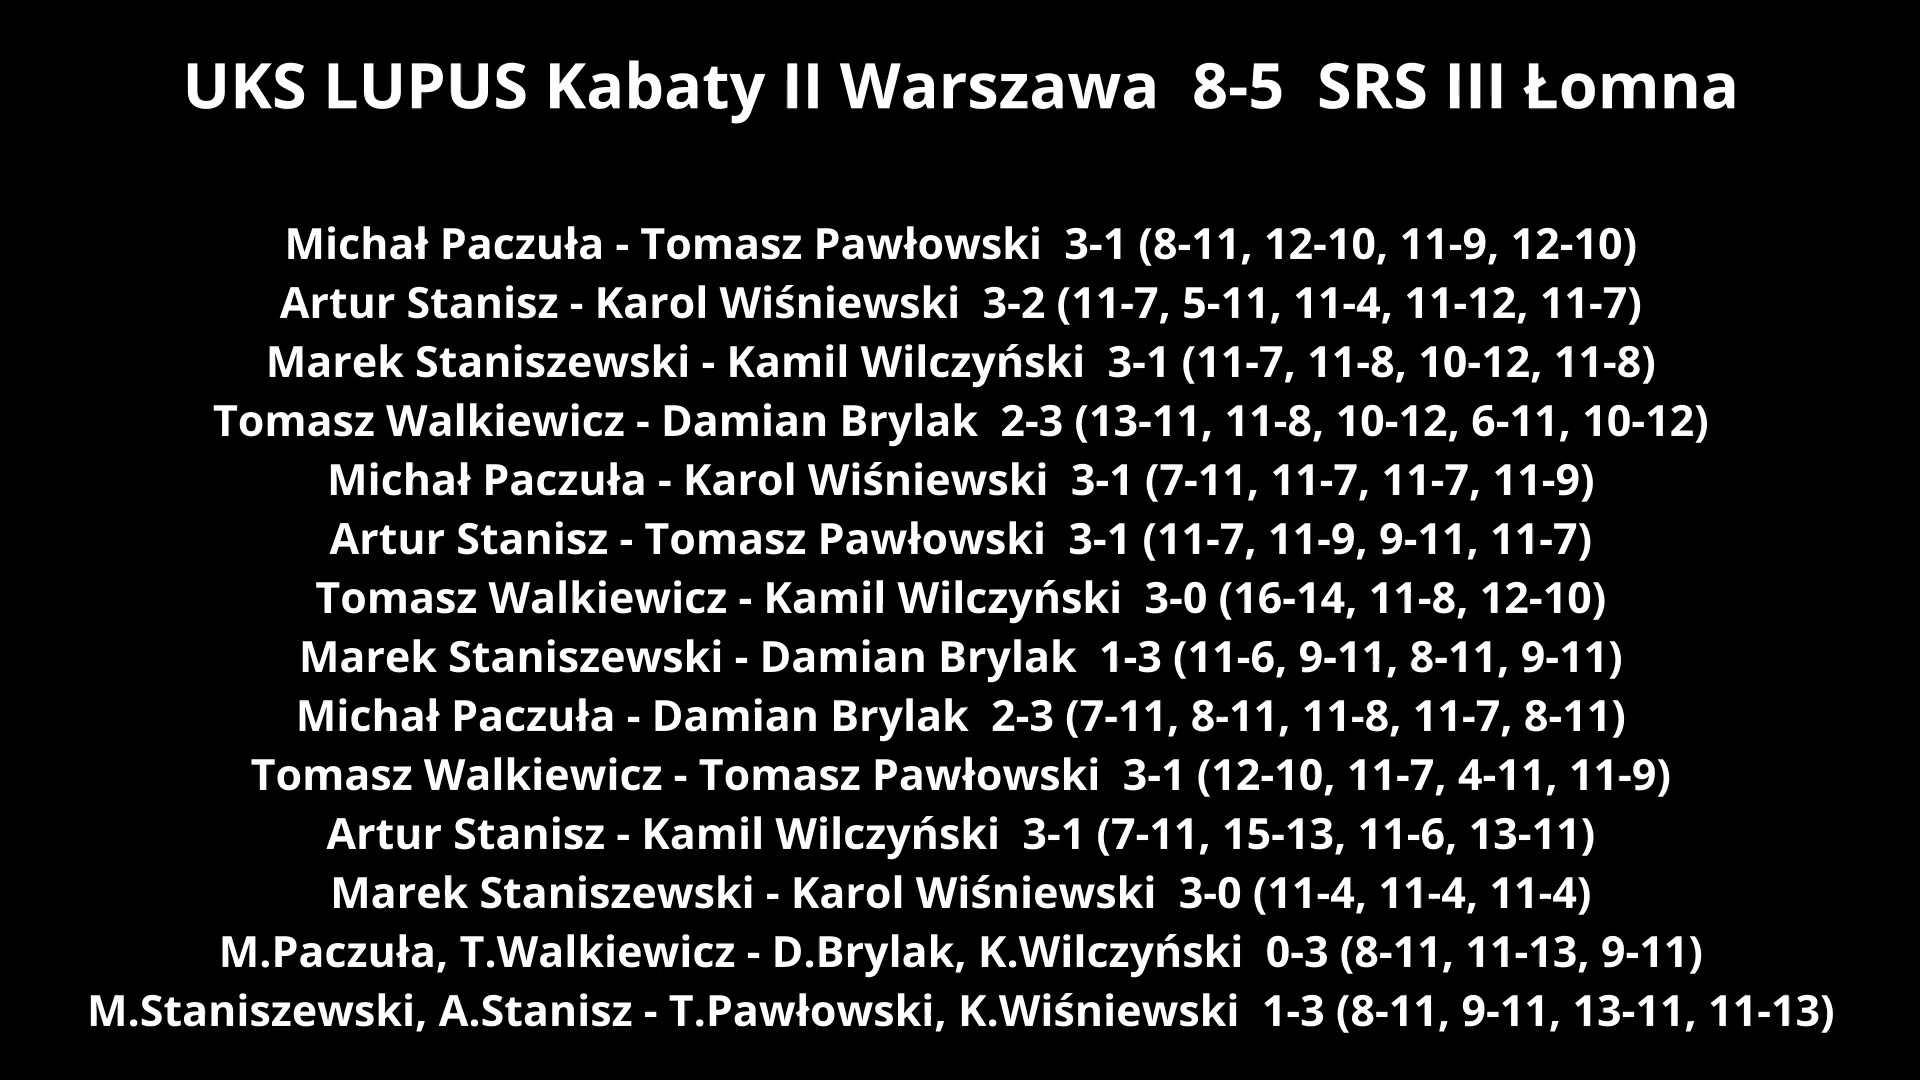 UKS LUPUS Kabaty II Warszawa  8-5  SRS III Łomna
Michał Paczuła - Tomasz Pawłowski  3-1 (8-11, 12-10, 11-9, 12-10)
Artur Stanisz - Karol Wiśniewski  3-2 (11-7, 5-11, 11-4, 11-12, 11-7)
Marek Staniszewski - Kamil Wilczyński  3-1 (11-7, 11-8, 10-12, 11-8)
Tomasz Walkiewicz - Damian Brylak  2-3 (13-11, 11-8, 10-12, 6-11, 10-12)
Michał Paczuła - Karol Wiśniewski  3-1 (7-11, 11-7, 11-7, 11-9)
Artur Stanisz - Tomasz Pawłowski  3-1 (11-7, 11-9, 9-11, 11-7)
Tomasz Walkiewicz - Kamil Wilczyński  3-0 (16-14, 11-8, 12-10)
Marek Staniszewski - Damian Brylak  1-3 (11-6, 9-11, 8-11, 9-11)
Michał Paczuła - Damian Brylak  2-3 (7-11, 8-11, 11-8, 11-7, 8-11)
Tomasz Walkiewicz - Tomasz Pawłowski  3-1 (12-10, 11-7, 4-11, 11-9)
Artur Stanisz - Kamil Wilczyński  3-1 (7-11, 15-13, 11-6, 13-11)
Marek Staniszewski - Karol Wiśniewski  3-0 (11-4, 11-4, 11-4)
M.Paczuła, T.Walkiewicz - D.Brylak, K.Wilczyński  0-3 (8-11, 11-13, 9-11)
M.Staniszewski, A.Stanisz - T.Pawłowski, K.Wiśniewski  1-3 (8-11, 9-11, 13-11, 11-13)